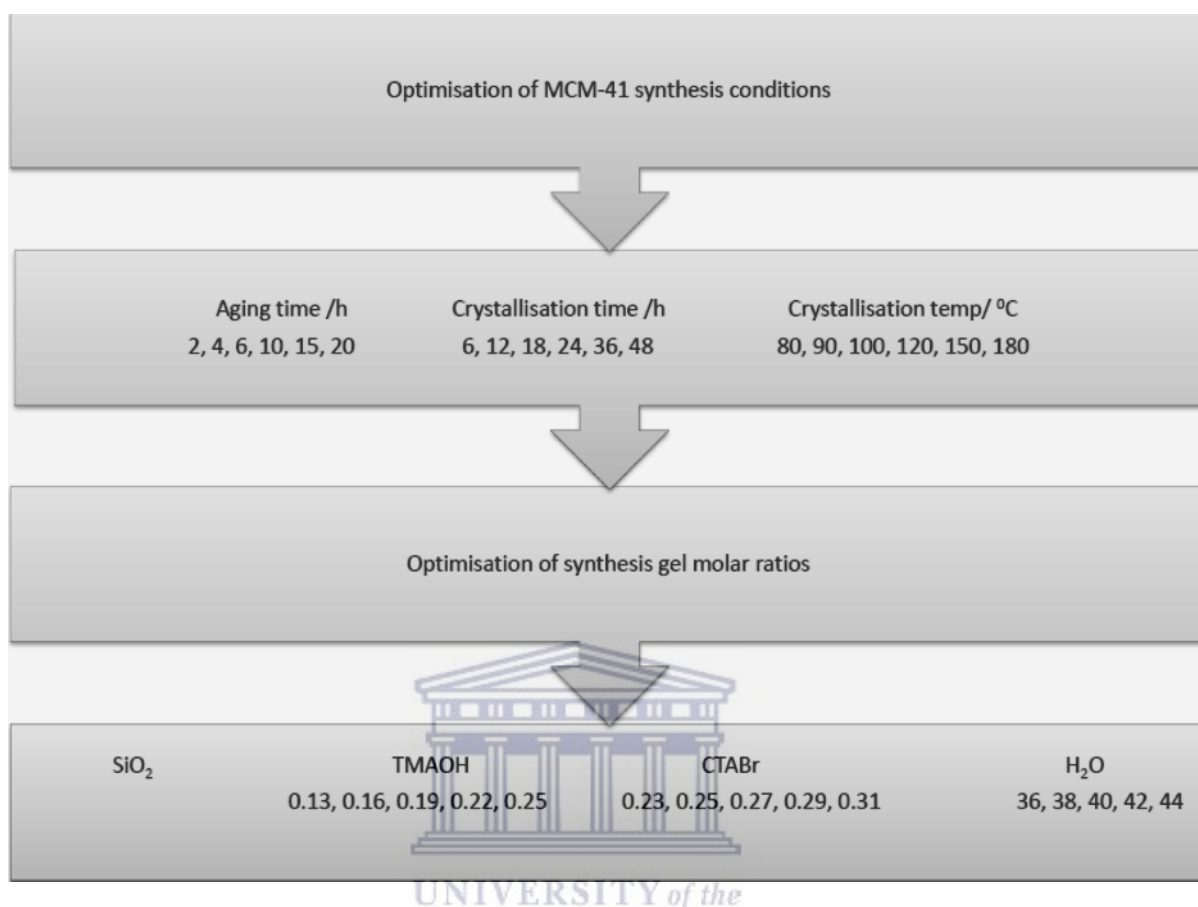 Optimisation of MCM-41 synthesis conditions
Aging time /h Crystallisation time /h Crystallisation temp/ ⁰C
2, 4, 6, 10, 15, 20 6, 12, 18, 24, 36, 48 80, 90, 100, 120, 150, 180
Optimisation of synthesis gel molar ratios
SiO₂ TMAOH CTABr H₂O
0.13, 0.16, 0.19, 0.22, 0.25 0.23, 0.25, 0.27, 0.29, 0.31 36, 38, 40, 42, 44
UNIVERSITY of the